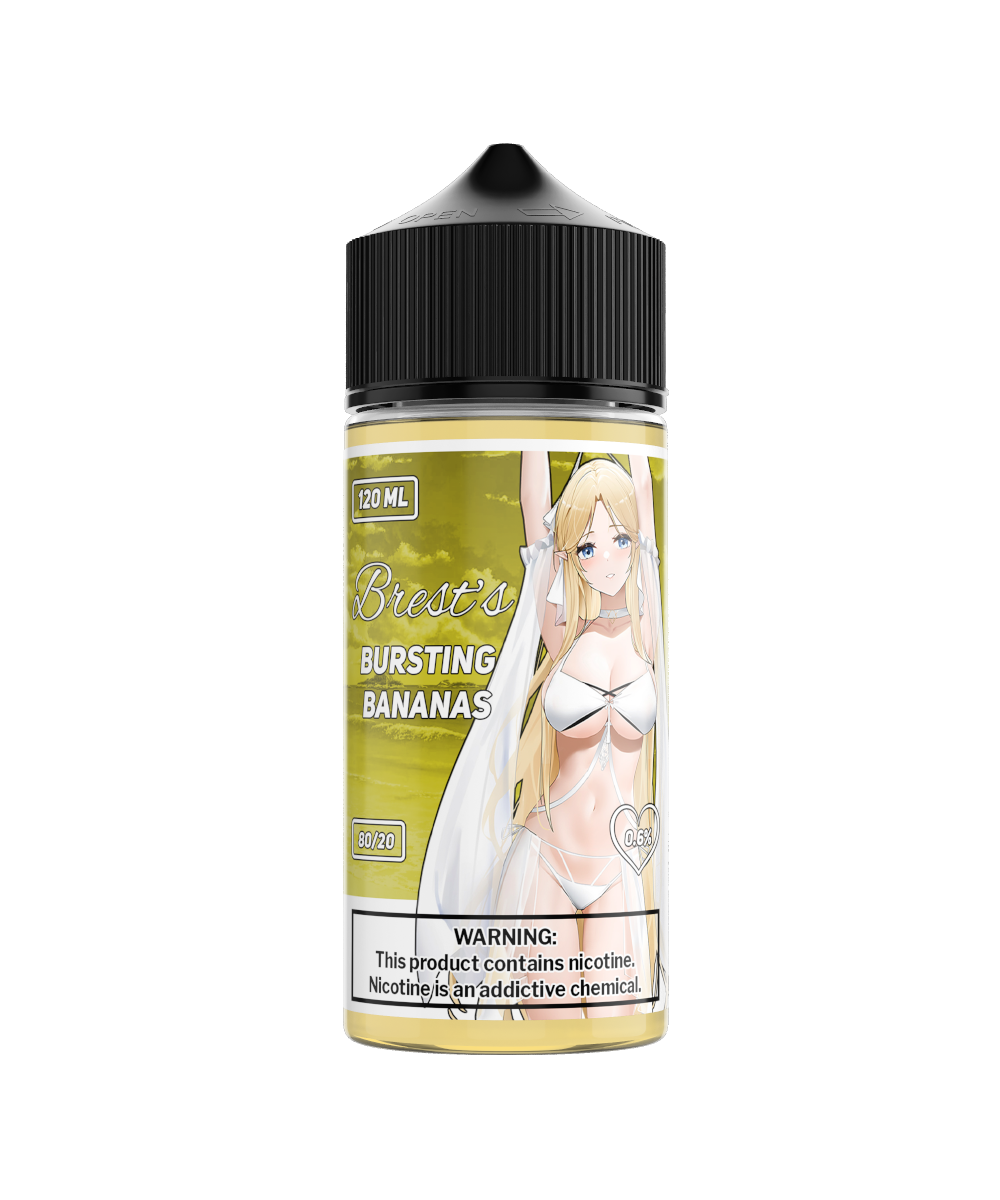 OPEN
120 ML
Brest's
BURSTING
BANANAS
80/20
0.6%
WARNING:
This product contains nicotine.
Nicotine is an addictive chemical.